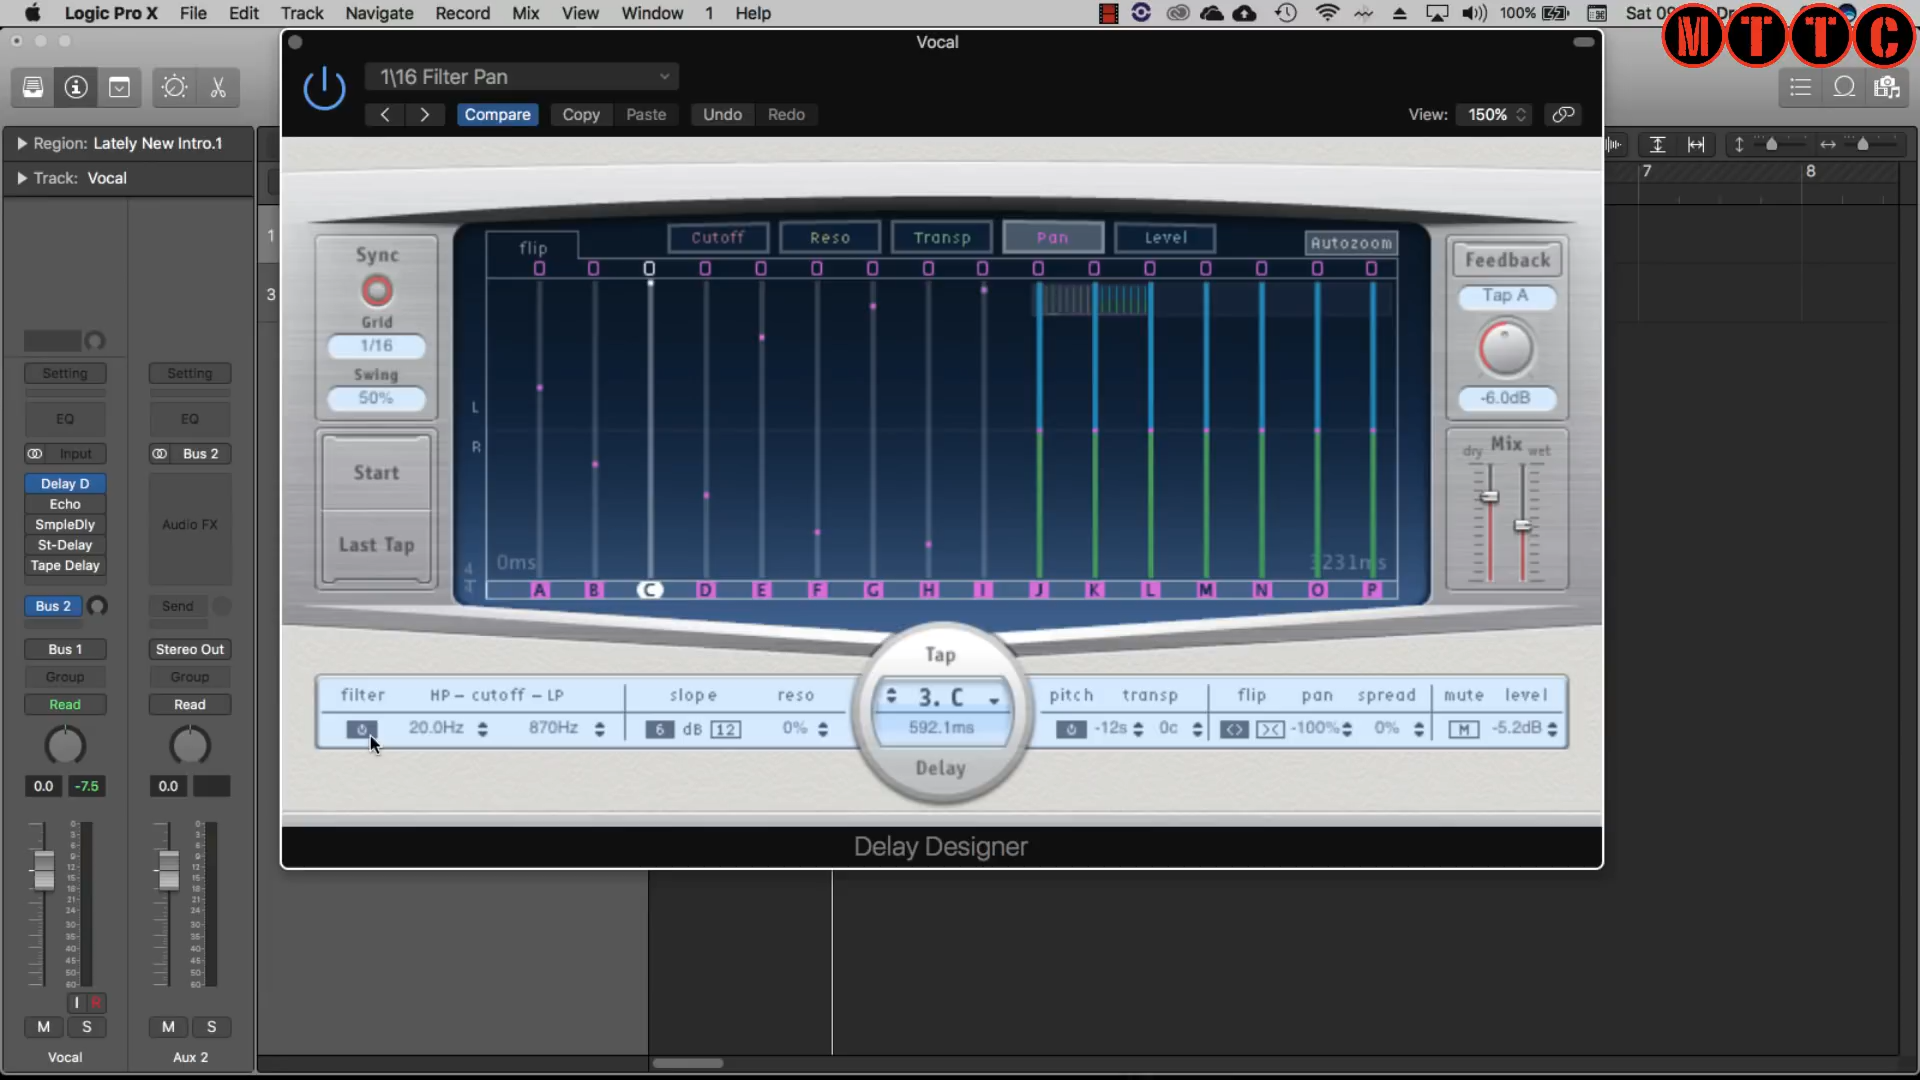 Logic Pro X File Edit Track Navigate Record Mix View Window 1 Help
100%
MTTC
Vocal
1\16 Filter Pan
Compare Copy Paste Undo Redo
View: 150%
Region: Lately New Intro.1
Track: Vocal
7 8
1
3
Sync
Grid
1/16
Swing
50%
Start
Last Tap
flip
Cutoff Reso Transp Pan Level
Autozoom
L
R
0ms
A B C D E F G H I J K L M N O P
Feedback
Tap A
-6.0dB
Mix
dry wet
Setting Setting
EQ EQ
Input Bus 2
Delay D
Echo
SmpleDly
St-Delay
Tape Delay
Audio FX
Bus 2 Send
Bus 1 Stereo Out
Group Group
Read Read
0.0 -7.5 0.0
I R
M S M S
Vocal Aux 2
filter HP – cutoff – LP slope reso
20.0Hz 870Hz 6 dB 12 0%
Tap
3. C
592.1ms
Delay
pitch transp flip pan spread mute level
-12s 0c -100% 0% M -5.2dB
Delay Designer